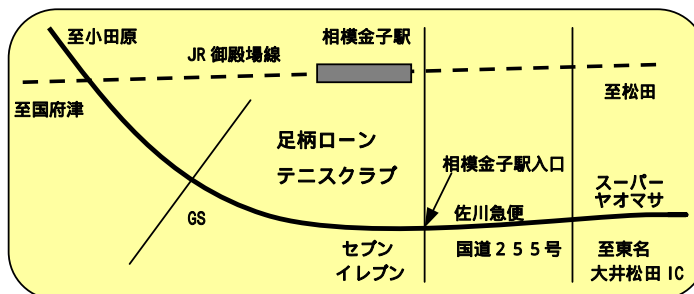 至小田原
JR 御殿場線
相模金子駅
至国府津
至松田
足柄ローン
テニスクラブ
相模金子駅入口
スーパー
ヤオマサ
GS
佐川急便
セブン
イレブン
国道２５５号
至東名
大井松田 IC